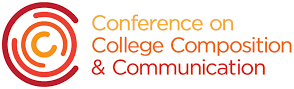 Conference on
College Composition
& Communication